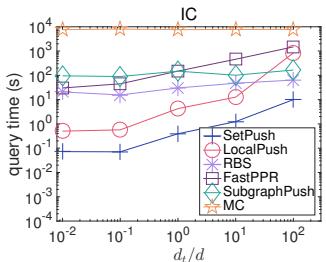 IC
query time (s)
10^4
10^3
10^2
10^1
10^0
10^-1
10^-2
10^-3
10^-4
SetPush
LocalPush
RBS
FastPPR
SubgraphPush
MC
10^-2 10^-1 10^0 10^1 10^2
d_t/d